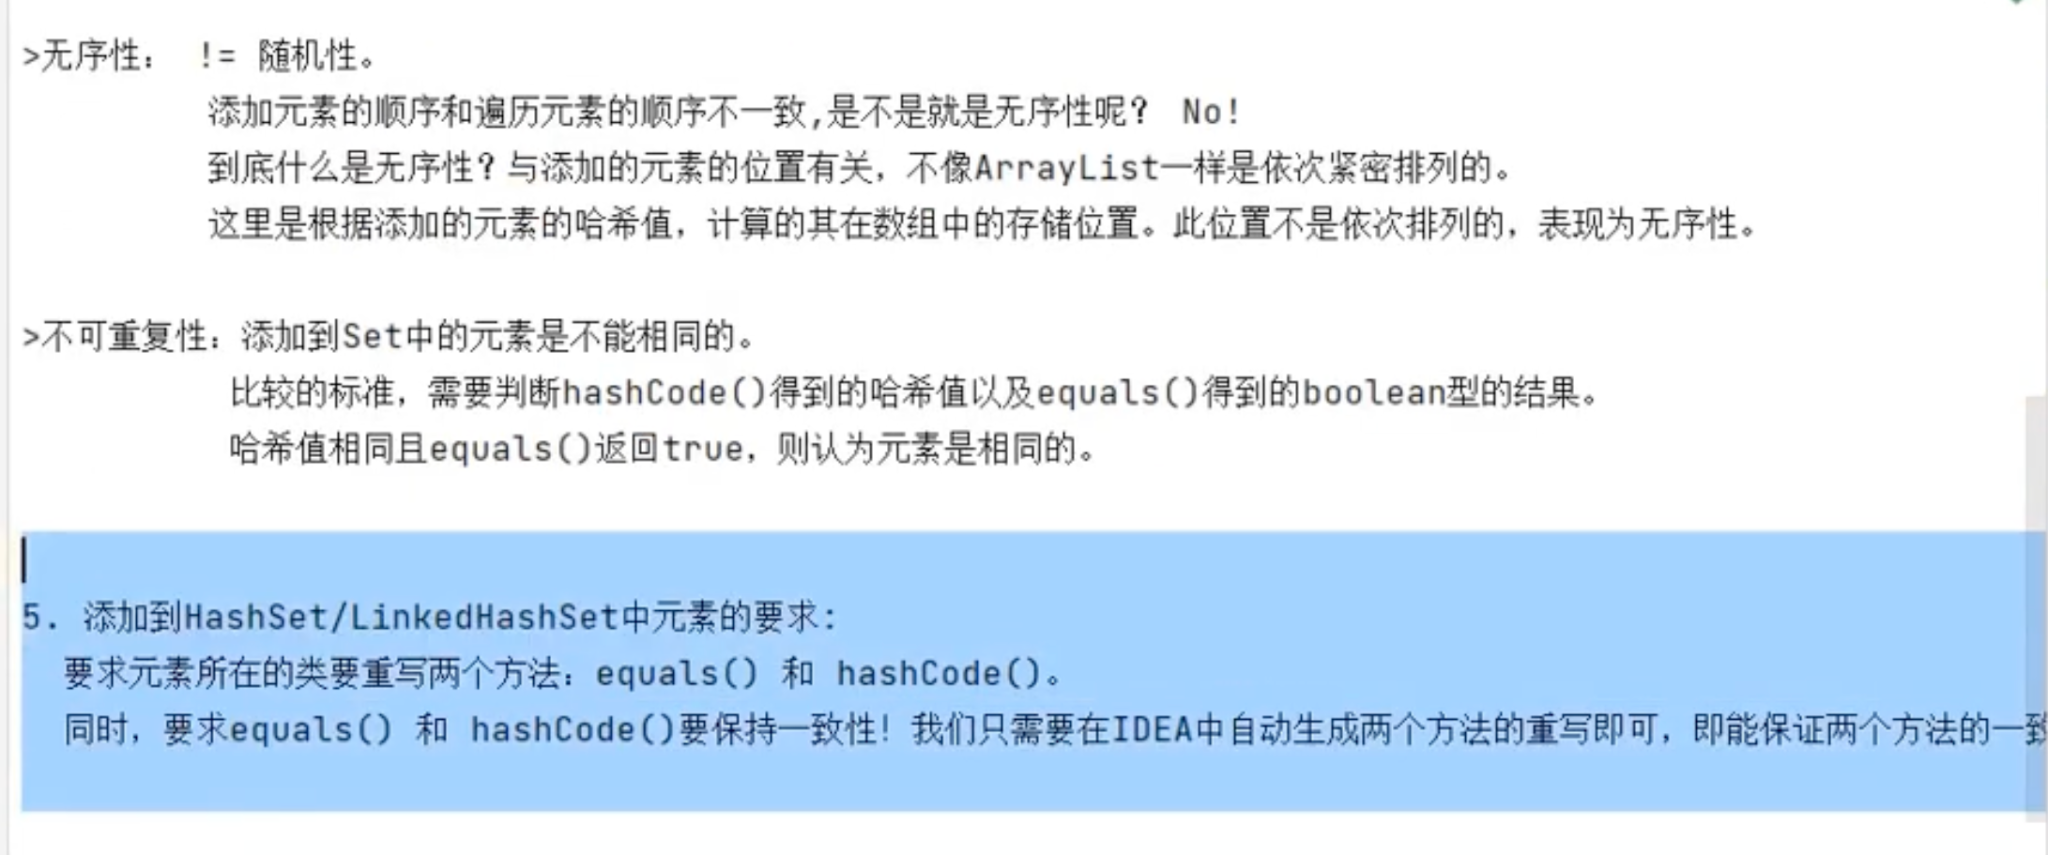 >无序性： != 随机性。
添加元素的顺序和遍历元素的顺序不一致,是不是就是无序性呢？ No!
到底什么是无序性？与添加的元素的位置有关，不像ArrayList一样是依次紧密排列的。
这里是根据添加的元素的哈希值，计算的其在数组中的存储位置。此位置不是依次排列的，表现为无序性。
>不可重复性：添加到Set中的元素是不能相同的。
比较的标准，需要判断hashCode()得到的哈希值以及equals()得到的boolean型的结果。
哈希值相同且equals()返回true，则认为元素是相同的。
5. 添加到HashSet/LinkedHashSet中元素的要求:
要求元素所在的类要重写两个方法：equals() 和 hashCode()。
同时，要求equals() 和 hashCode()要保持一致性！我们只需要在IDEA中自动生成两个方法的重写即可，即能保证两个方法的一致